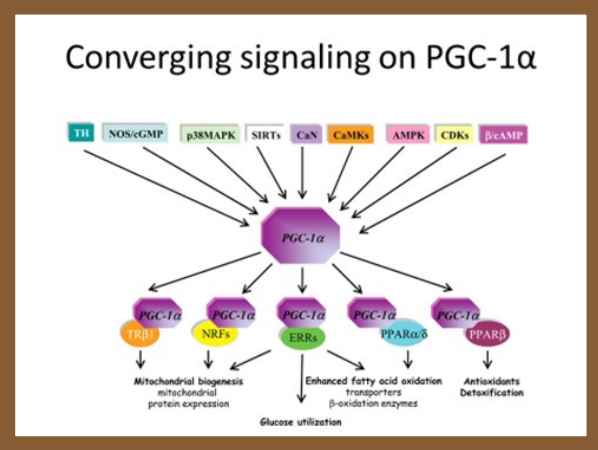 Converging signaling on PGC-1α
TH NOS/cGMP p38MAPK SIRTs CaN CaMKs AMPK CDKs β/cAMP
PGC-1α
PGC-1α PGC-1α PGC-1α PGC-1α PGC-1α
TRβ1 NRFs ERRs PPARα/δ PPARβ
Mitochondrial biogenesis Enhanced fatty acid oxidation Antioxidants
mitochondrial transporters Detoxification
protein expression β-oxidation enzymes
Glucose utilization